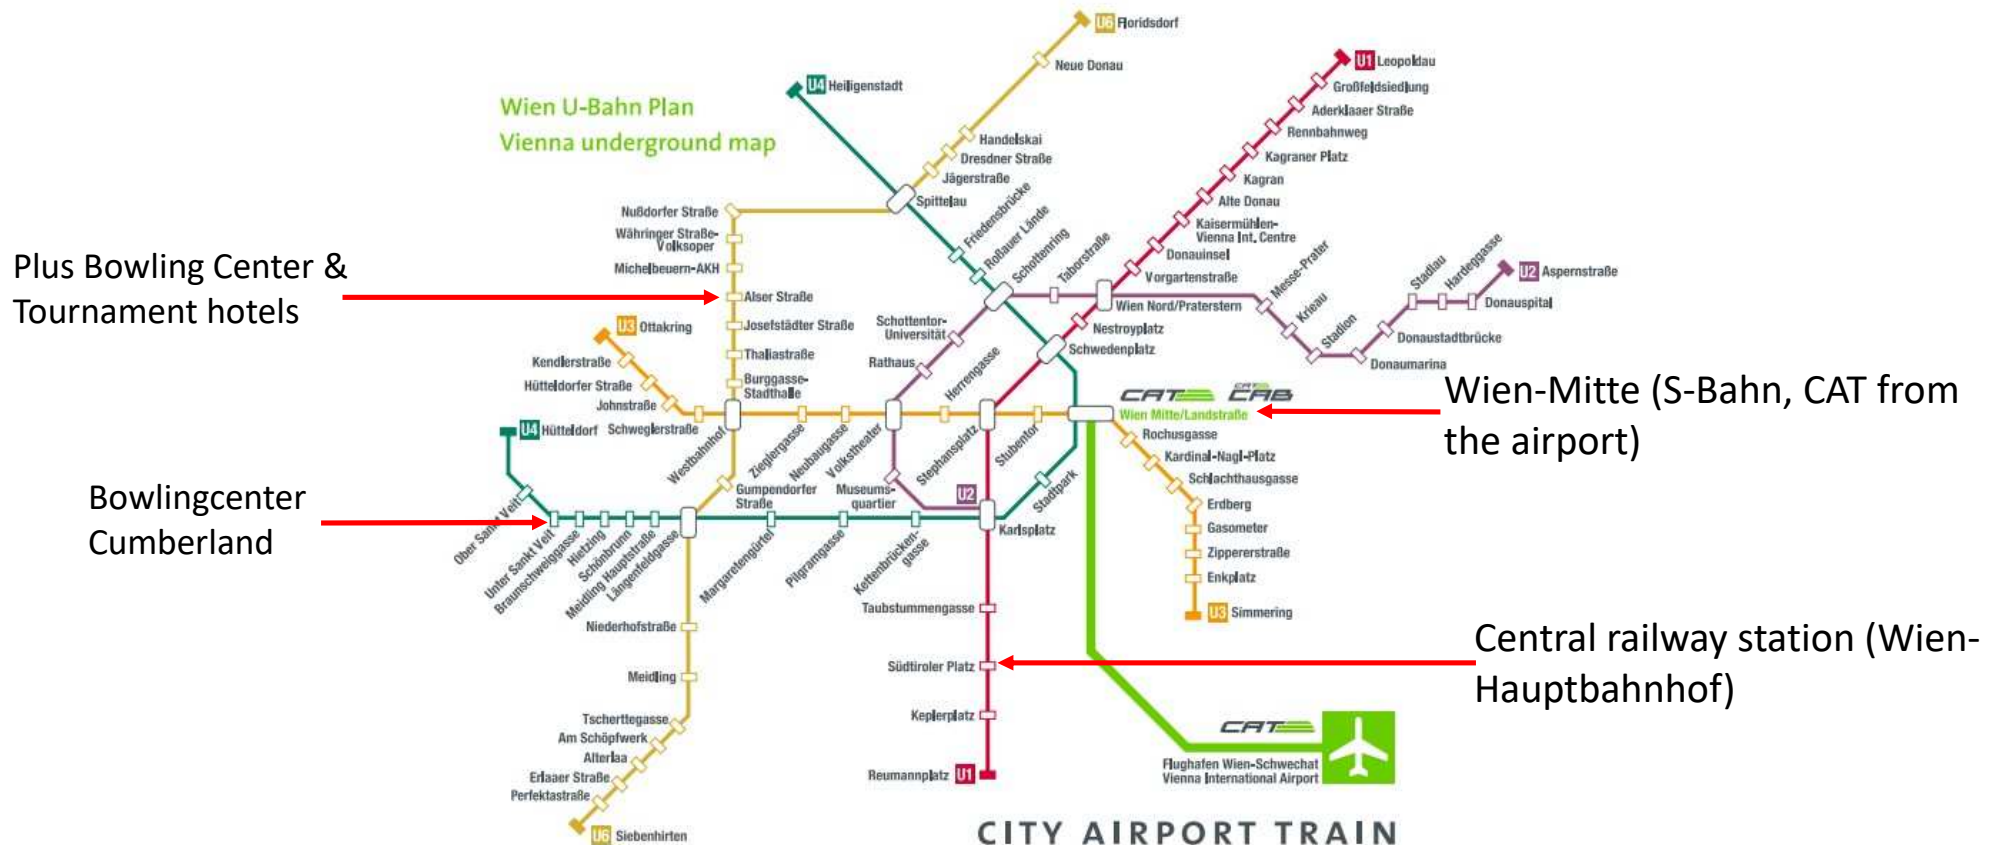 Wien U-Bahn Plan
Vienna underground map
Plus Bowling Center &
Tournament hotels
Bowlingcenter
Cumberland
Wien-Mitte (S-Bahn, CAT from
the airport)
Central railway station (Wien-
Hauptbahnhof)
U6 Floridsdorf
Neue Donau
Handelskai
Dresdner Straße
Jägerstraße
Spittelau
Nußdorfer Straße
Währinger Straße-
Volksoper
Michelbeuern-AKH
Alser Straße
Josefstädter Straße
Thaliastraße
Burggasse-
Stadthalle
Westbahnhof
Gumpendorfer
Straße
Längenfeldgasse
Niederhofstraße
Meidling
Tscherttegasse
Am Schöpfwerk
Alterlaa
Erlaaer Straße
Perfektastraße
U6 Siebenhirten
U4 Heiligenstadt
Friedensbrücke
Roßauer Lände
Schottenring
Schwedenplatz
Stadtpark
Karlsplatz
Kettenbrücken-
gasse
Pilgramgasse
Margaretengürtel
Meidling Hauptstraße
Schönbrunn
Hietzing
Braunschweiggasse
Unter Sankt Veit
Ober Sankt Veit
U4 Hütteldorf
U1 Leopoldau
Großfeldsiedlung
Aderklaaer Straße
Rennbahnweg
Kagraner Platz
Kagran
Alte Donau
Kaisermühlen-
Vienna Int. Centre
Donauinsel
Vorgartenstraße
Wien Nord/Praterstern
Nestroyplatz
Stephansplatz
Taubstummengasse
Südtiroler Platz
Keplerplatz
Reumannplatz U1
U2 Aspernstraße
Donauspital
Hardeggasse
Stadlau
Donaustadtbrücke
Donaumarina
Stadion
Krieau
Messe-Prater
Taborstraße
Schottentor-
Universität
Rathaus
Volkstheater
Museums-
quartier
U2
U3 Ottakring
Kendlerstraße
Hütteldorfer Straße
Johnstraße
Schweglerstraße
Zieglergasse
Neubaugasse
Herrengasse
Stubentor
CAT
CAT
CAB
Wien Mitte/Landstraße
Rochusgasse
Kardinal-Nagl-Platz
Schlachthausgasse
Erdberg
Gasometer
Zippererstraße
Enkplatz
U3 Simmering
CAT
Flughafen Wien-Schwechat
Vienna International Airport
CITY AIRPORT TRAIN